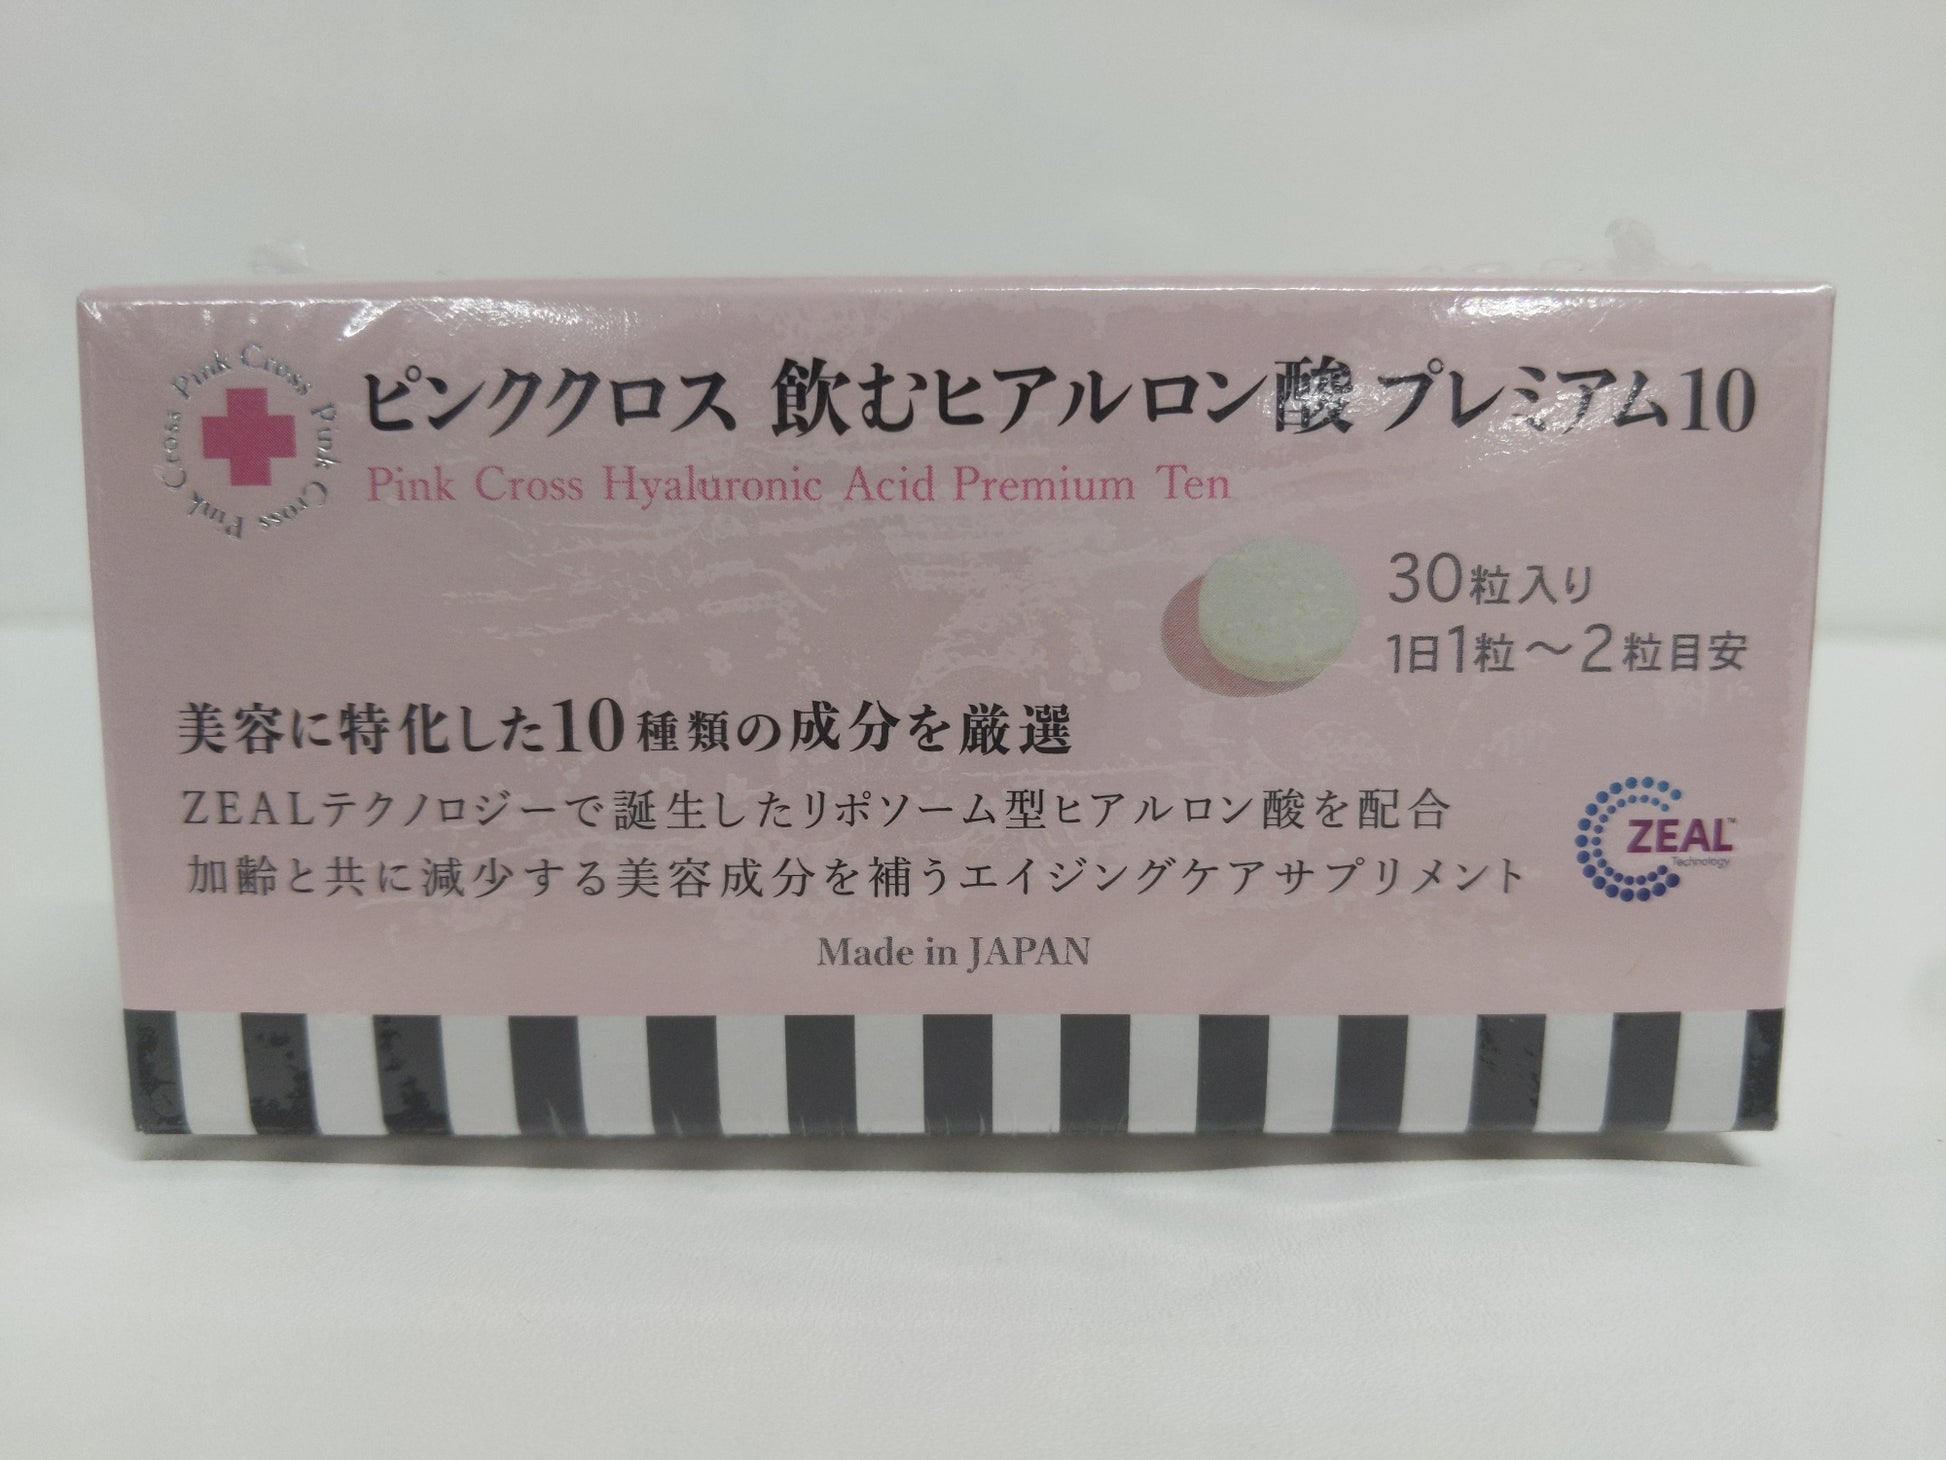 Pink Cross Pink Cross Pink Cross Pink Cross
ピンククロス 飲むヒアルロン酸 プレミアム10
Pink Cross Hyaluronic Acid Premium Ten
30粒入り
1日1粒～2粒目安
美容に特化した10種類の成分を厳選
ZEALテクノロジーで誕生したリポソーム型ヒアルロン酸を配合
加齢と共に減少する美容成分を補うエイジングケアサプリメント
ZEAL™
Technology
Made in JAPAN